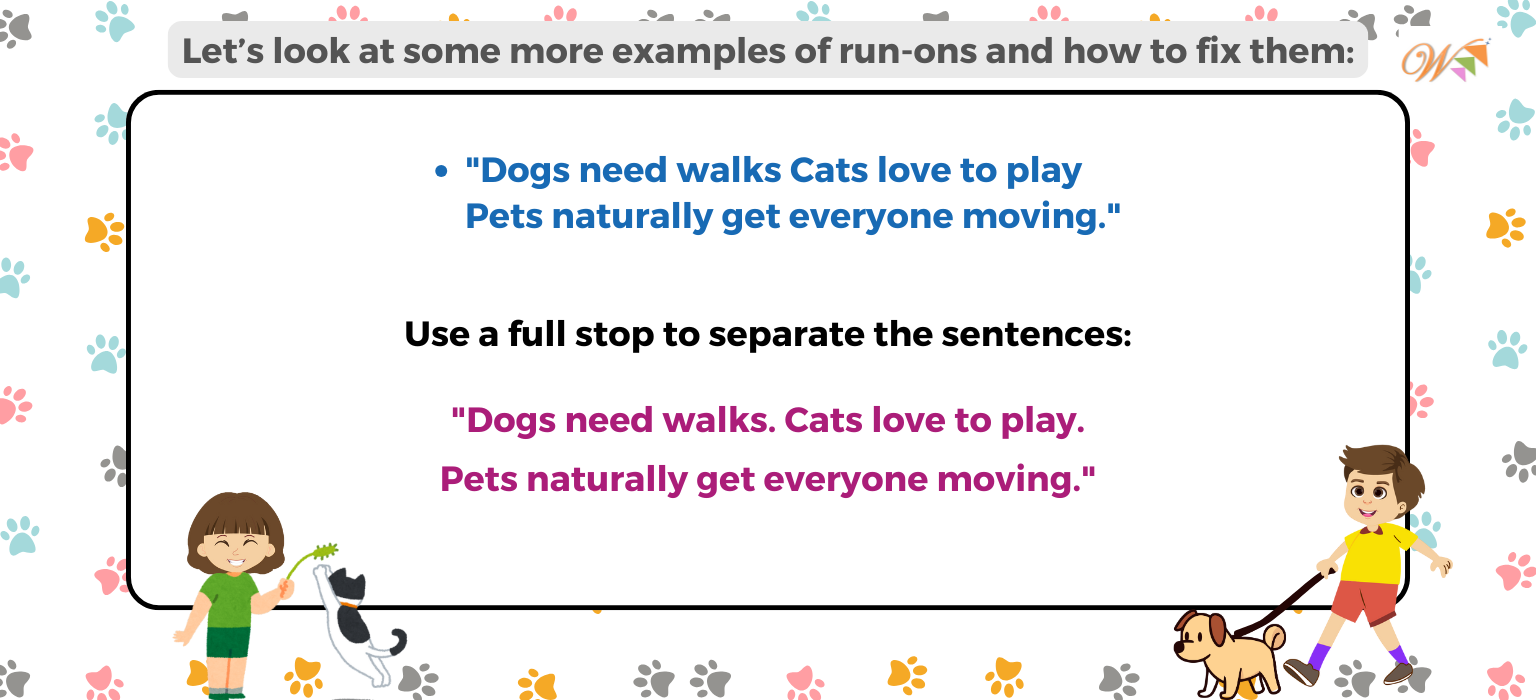 Let’s look at some more examples of run-ons and how to fix them:
W
• "Dogs need walks Cats love to play
Pets naturally get everyone moving."
Use a full stop to separate the sentences:
"Dogs need walks. Cats love to play.
Pets naturally get everyone moving."